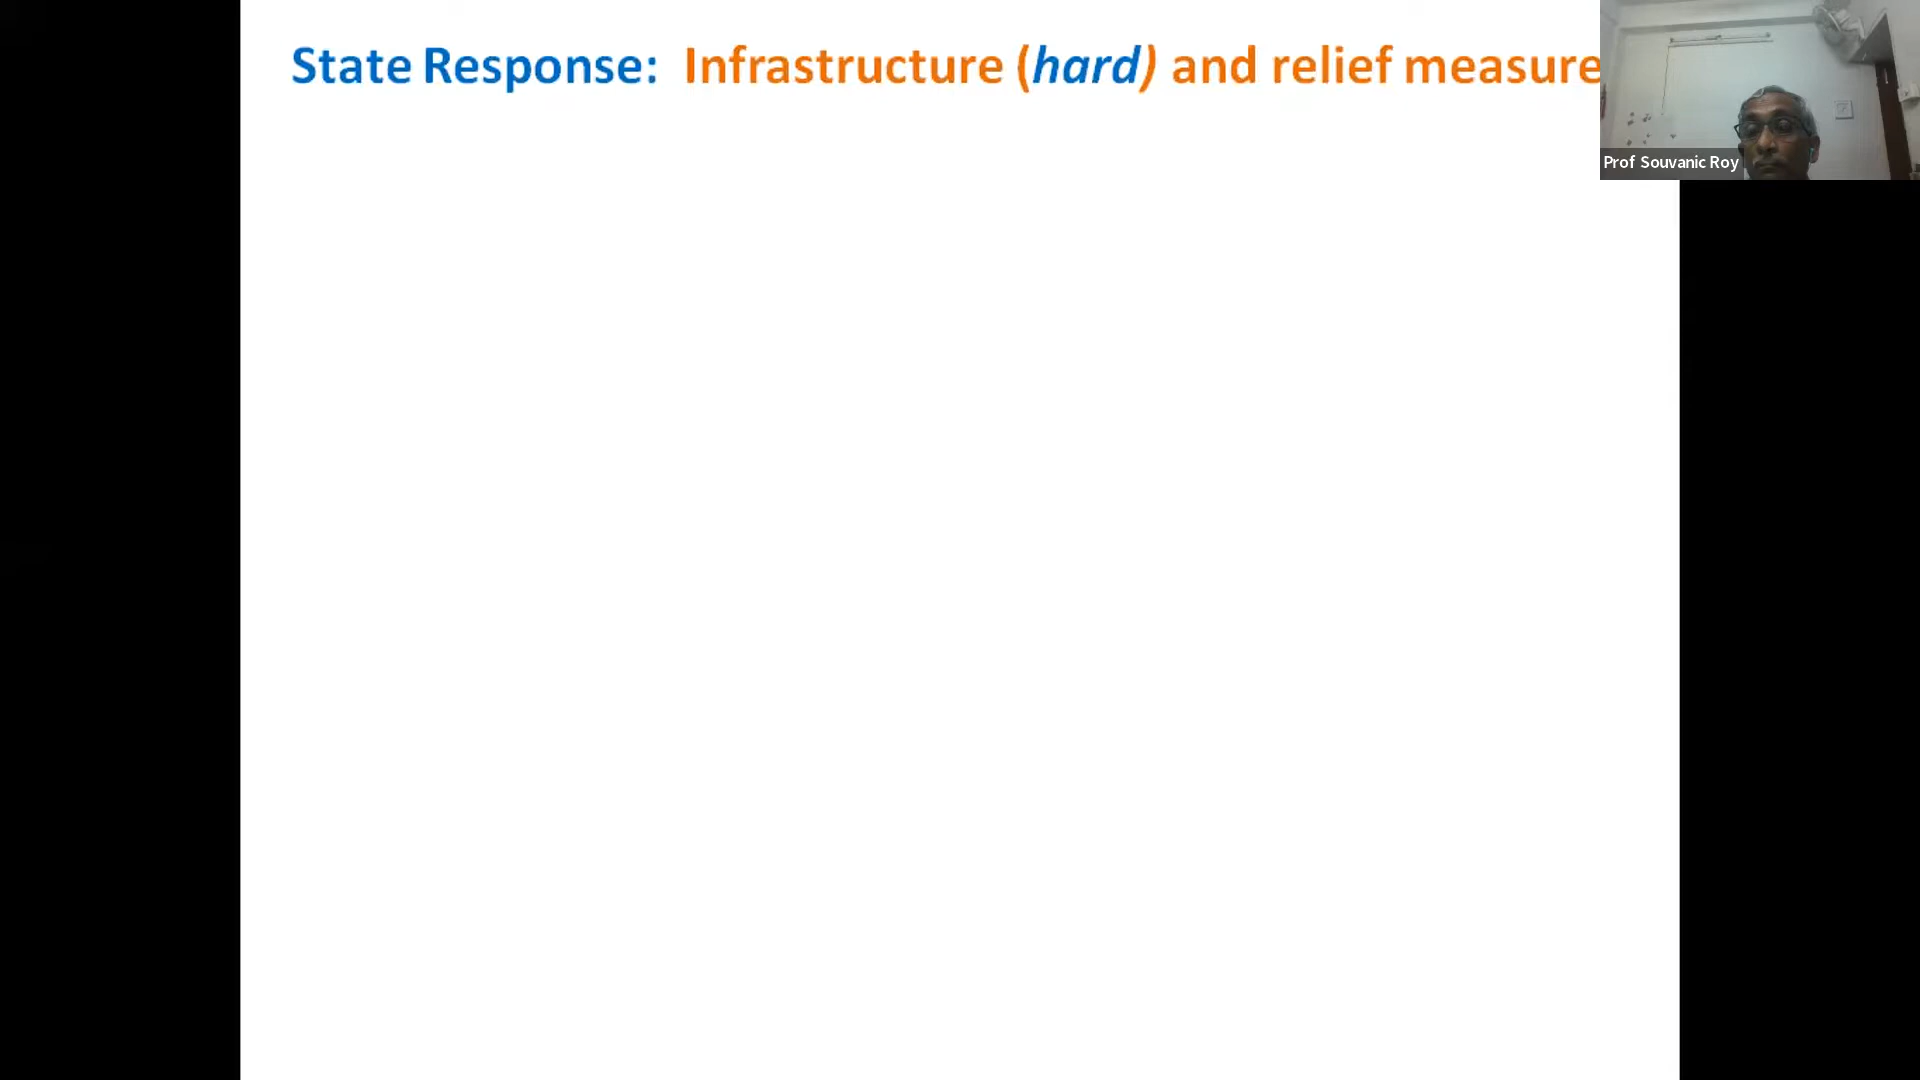 State Response: Infrastructure (hard) and relief measure
Prof Souvanic Roy